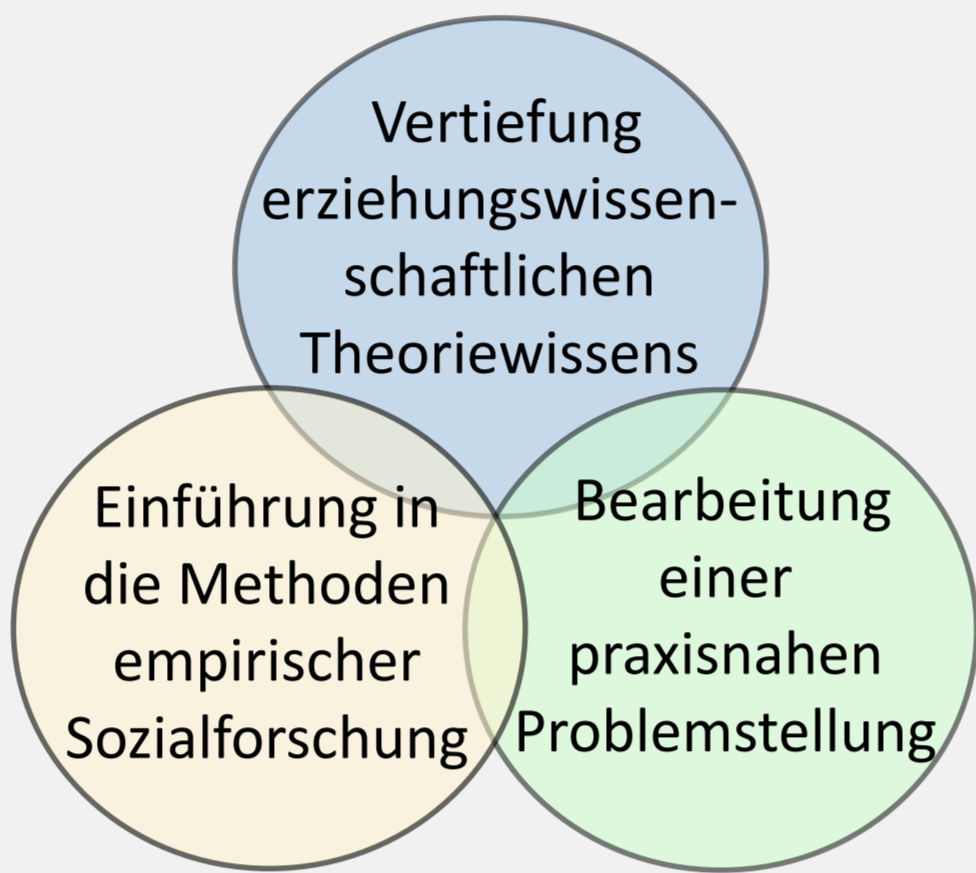 Vertiefung
erziehungswissen-
schaftlichen
Theoriewissens
Einführung in
die Methoden
empirischer
Sozialforschung
Bearbeitung
einer
praxisnahen
Problemstellung